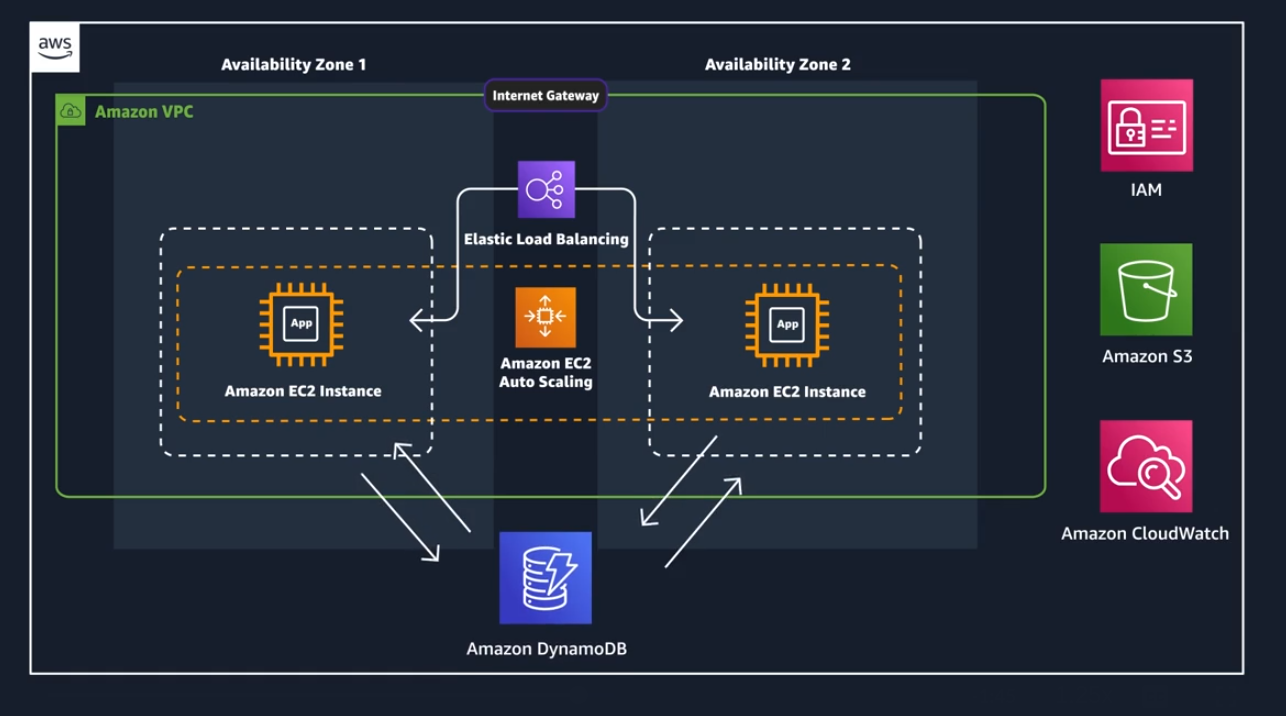 aws
Availability Zone 1
Availability Zone 2
Internet Gateway
Amazon VPC
IAM
Elastic Load Balancing
App
App
Amazon EC2
Auto Scaling
Amazon S3
Amazon EC2 Instance
Amazon EC2 Instance
Amazon CloudWatch
Amazon DynamoDB